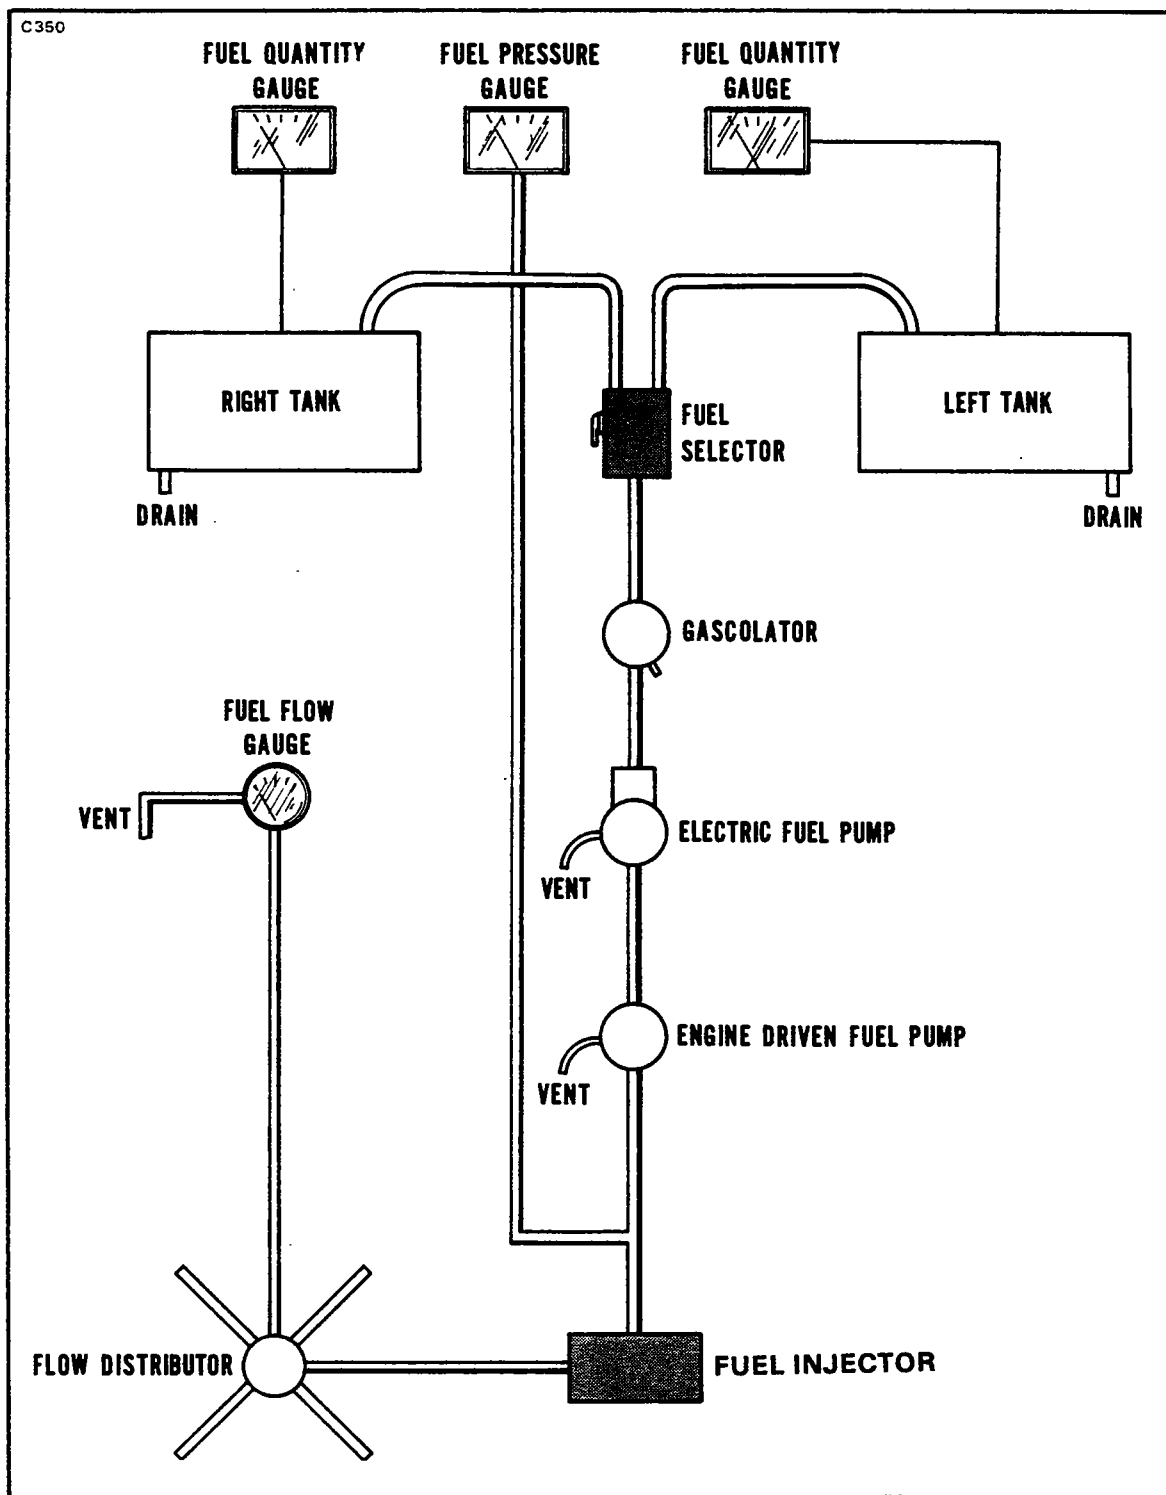 C350
FUEL QUANTITY
GAUGE
FUEL PRESSURE
GAUGE
FUEL QUANTITY
GAUGE
RIGHT TANK
FUEL
SELECTOR
LEFT TANK
DRAIN
DRAIN
GASCOLATOR
FUEL FLOW
GAUGE
VENT
ELECTRIC FUEL PUMP
VENT
ENGINE DRIVEN FUEL PUMP
VENT
FLOW DISTRIBUTOR
FUEL INJECTOR